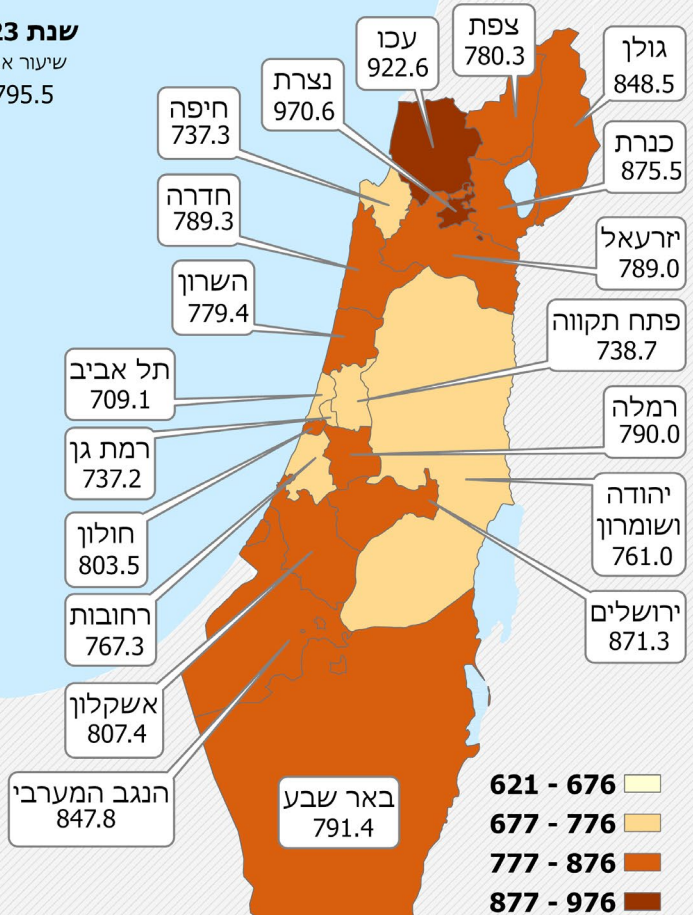 שנת 23
שיעור א
795.5
צפת
780.3
עכו
922.6
גולן
848.5
נצרת
970.6
חיפה
737.3
כנרת
875.5
חדרה
789.3
יזרעאל
789.0
השרון
779.4
פתח תקווה
738.7
תל אביב
709.1
רמלה
790.0
רמת גן
737.2
יהודה
ושומרון
761.0
חולון
803.5
רחובות
767.3
ירושלים
871.3
אשקלון
807.4
הנגב המערבי
847.8
באר שבע
791.4
621 - 676
677 - 776
777 - 876
877 - 976